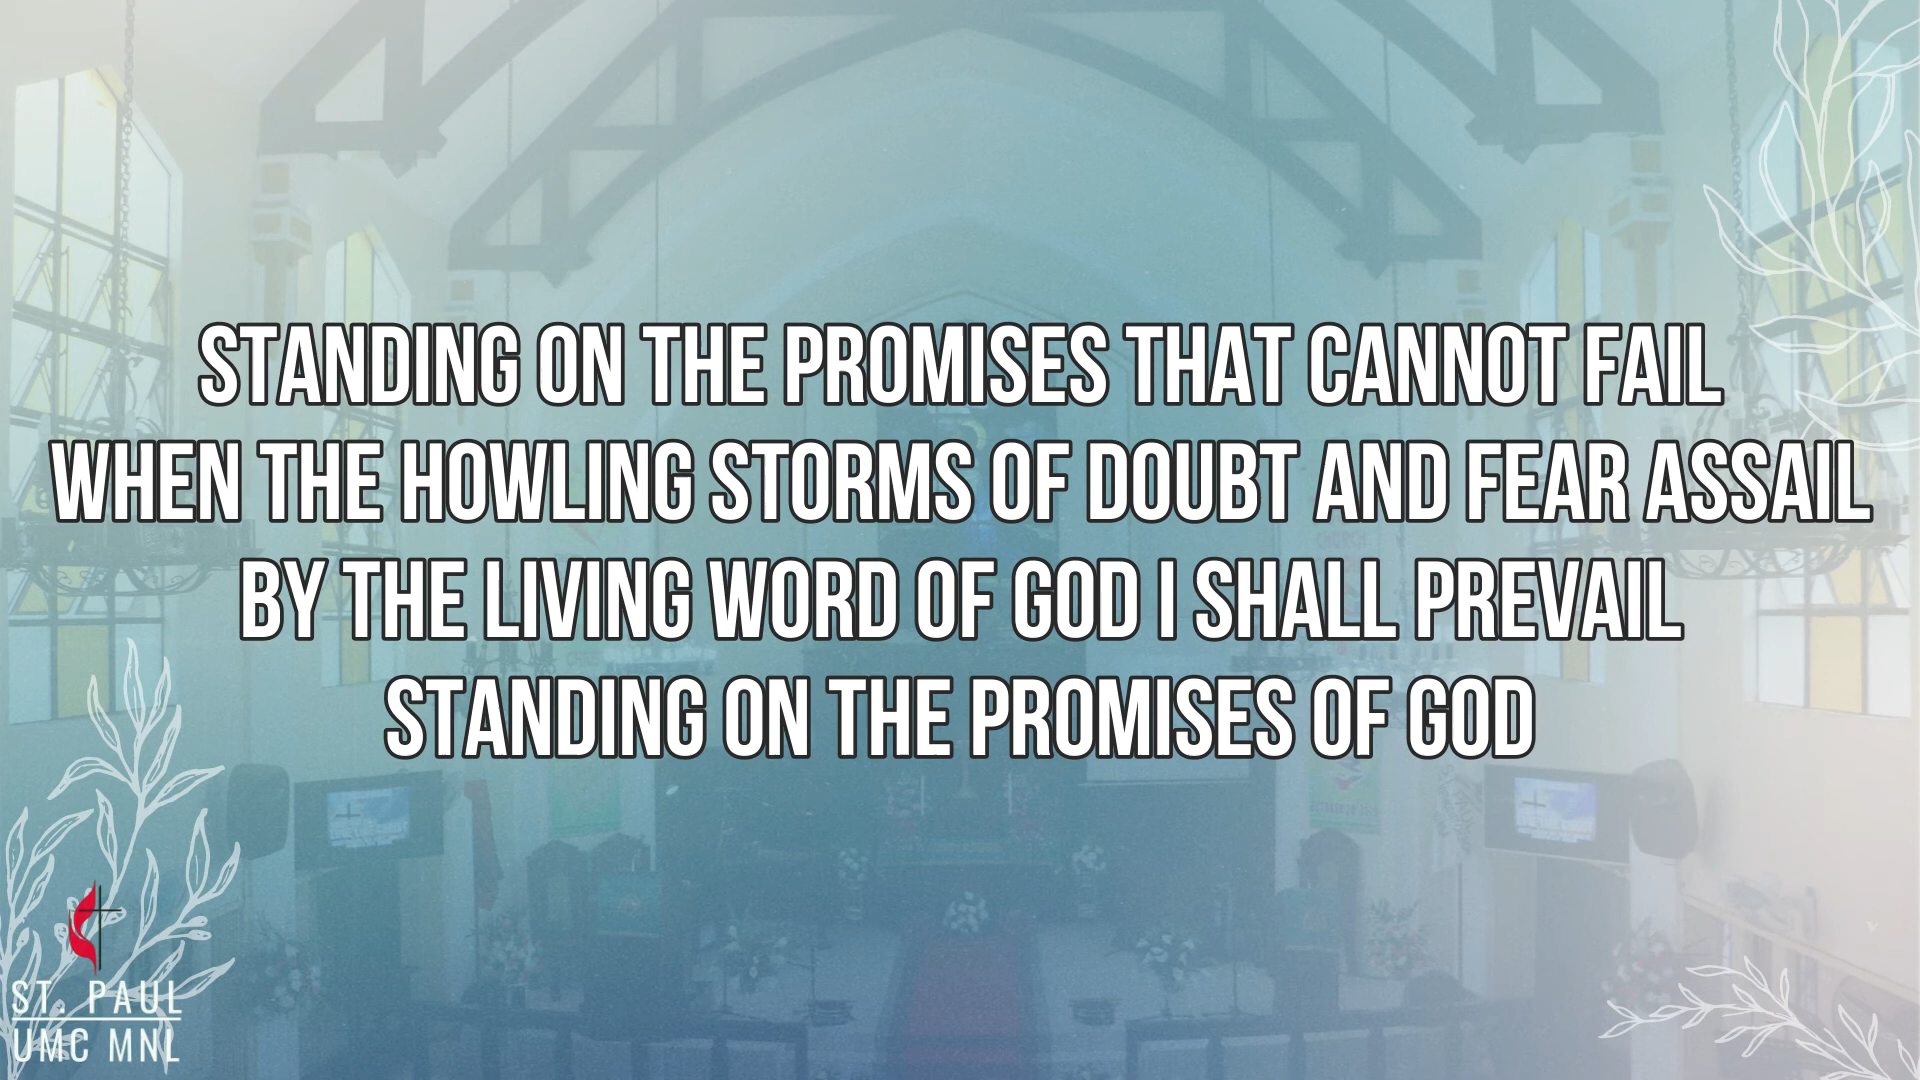 STANDING ON THE PROMISES THAT CANNOT FAIL
WHEN THE HOWLING STORMS OF DOUBT AND FEAR ASSAIL
BY THE LIVING WORD OF GOD I SHALL PREVAIL
STANDING ON THE PROMISES OF GOD
ST. PAUL
UMC MNL